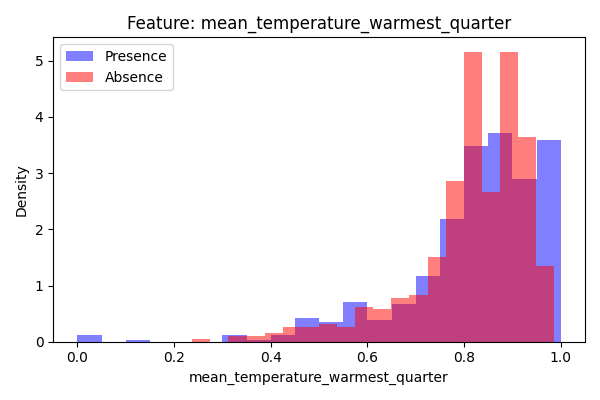 Feature: mean_temperature_warmest_quarter
Presence
Absence
Density
5
4
3
2
1
0
0.0 0.2 0.4 0.6 0.8 1.0
mean_temperature_warmest_quarter